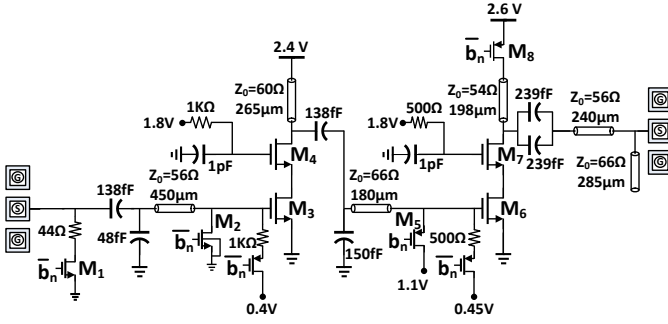 2.6 V
b̅n
M8
2.4 V
Z0=60Ω
265μm
Z0=54Ω
198μm
239fF
239fF
Z0=56Ω
240μm
Z0=66Ω
285μm
G
S
G
1KΩ
1.8V
1pF
M4
138fF
500Ω
1.8V
1pF
M7
G
S
G
138fF
48fF
Z0=56Ω
450μm
M3
Z0=66Ω
180μm
M6
44Ω
b̅n
M1
M2
b̅n
1KΩ
b̅n
0.4V
150fF
M5
bn
1.1V
500Ω
b̅n
0.45V